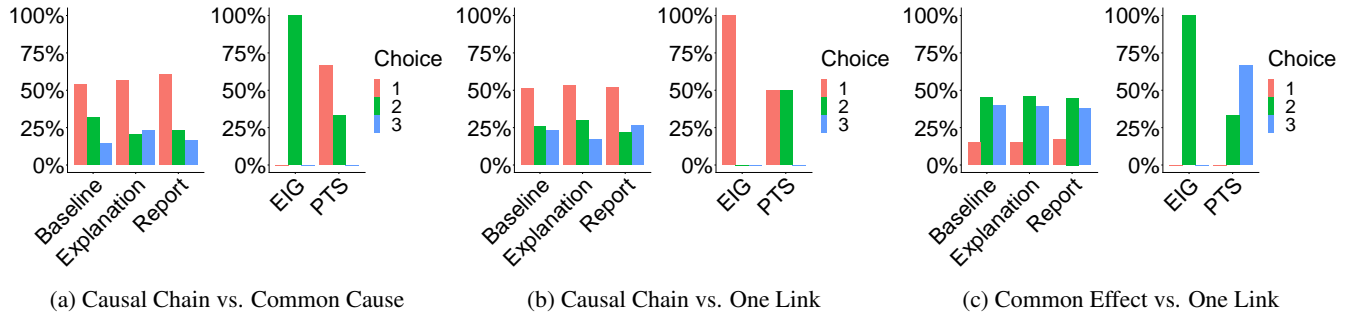 100%
75%
50%
25%
0%
Baseline
Explanation
Report
100%
75%
50%
25%
0%
EIG
PTS
Choice
1
2
3
(a) Causal Chain vs. Common Cause
100%
75%
50%
25%
0%
Baseline
Explanation
Report
100%
75%
50%
25%
0%
EIG
PTS
Choice
1
2
3
(b) Causal Chain vs. One Link
100%
75%
50%
25%
0%
Baseline
Explanation
Report
100%
75%
50%
25%
0%
EIG
PTS
Choice
1
2
3
(c) Common Effect vs. One Link